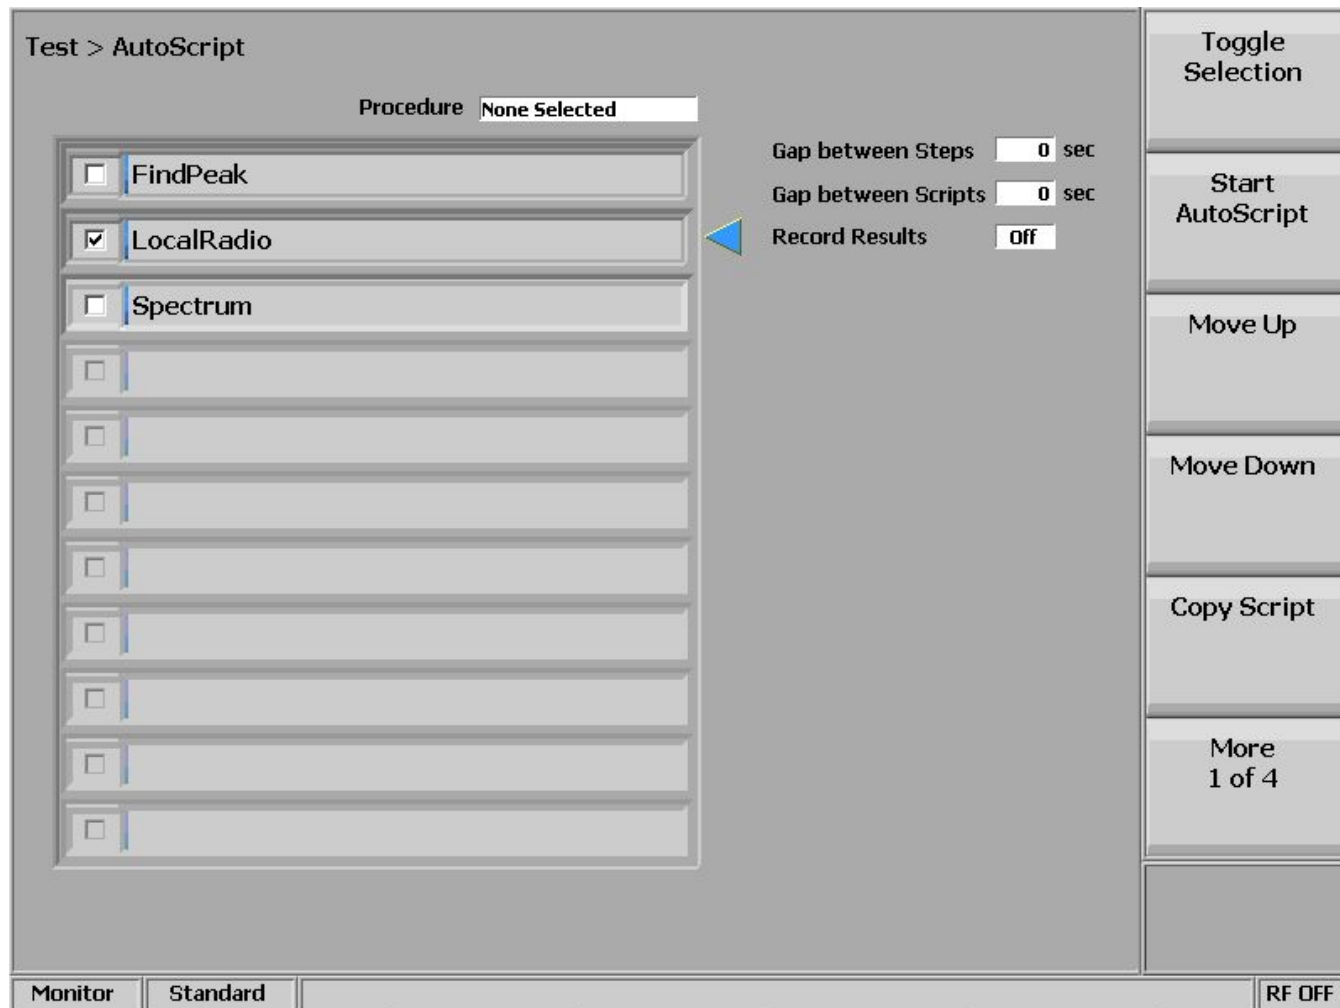 Test > AutoScript
Procedure None Selected
FindPeak
LocalRadio
Spectrum
Gap between Steps 0 sec
Gap between Scripts 0 sec
Record Results Off
Toggle
Selection
Start
AutoScript
Move Up
Move Down
Copy Script
More
1 of 4
Monitor Standard RF OFF